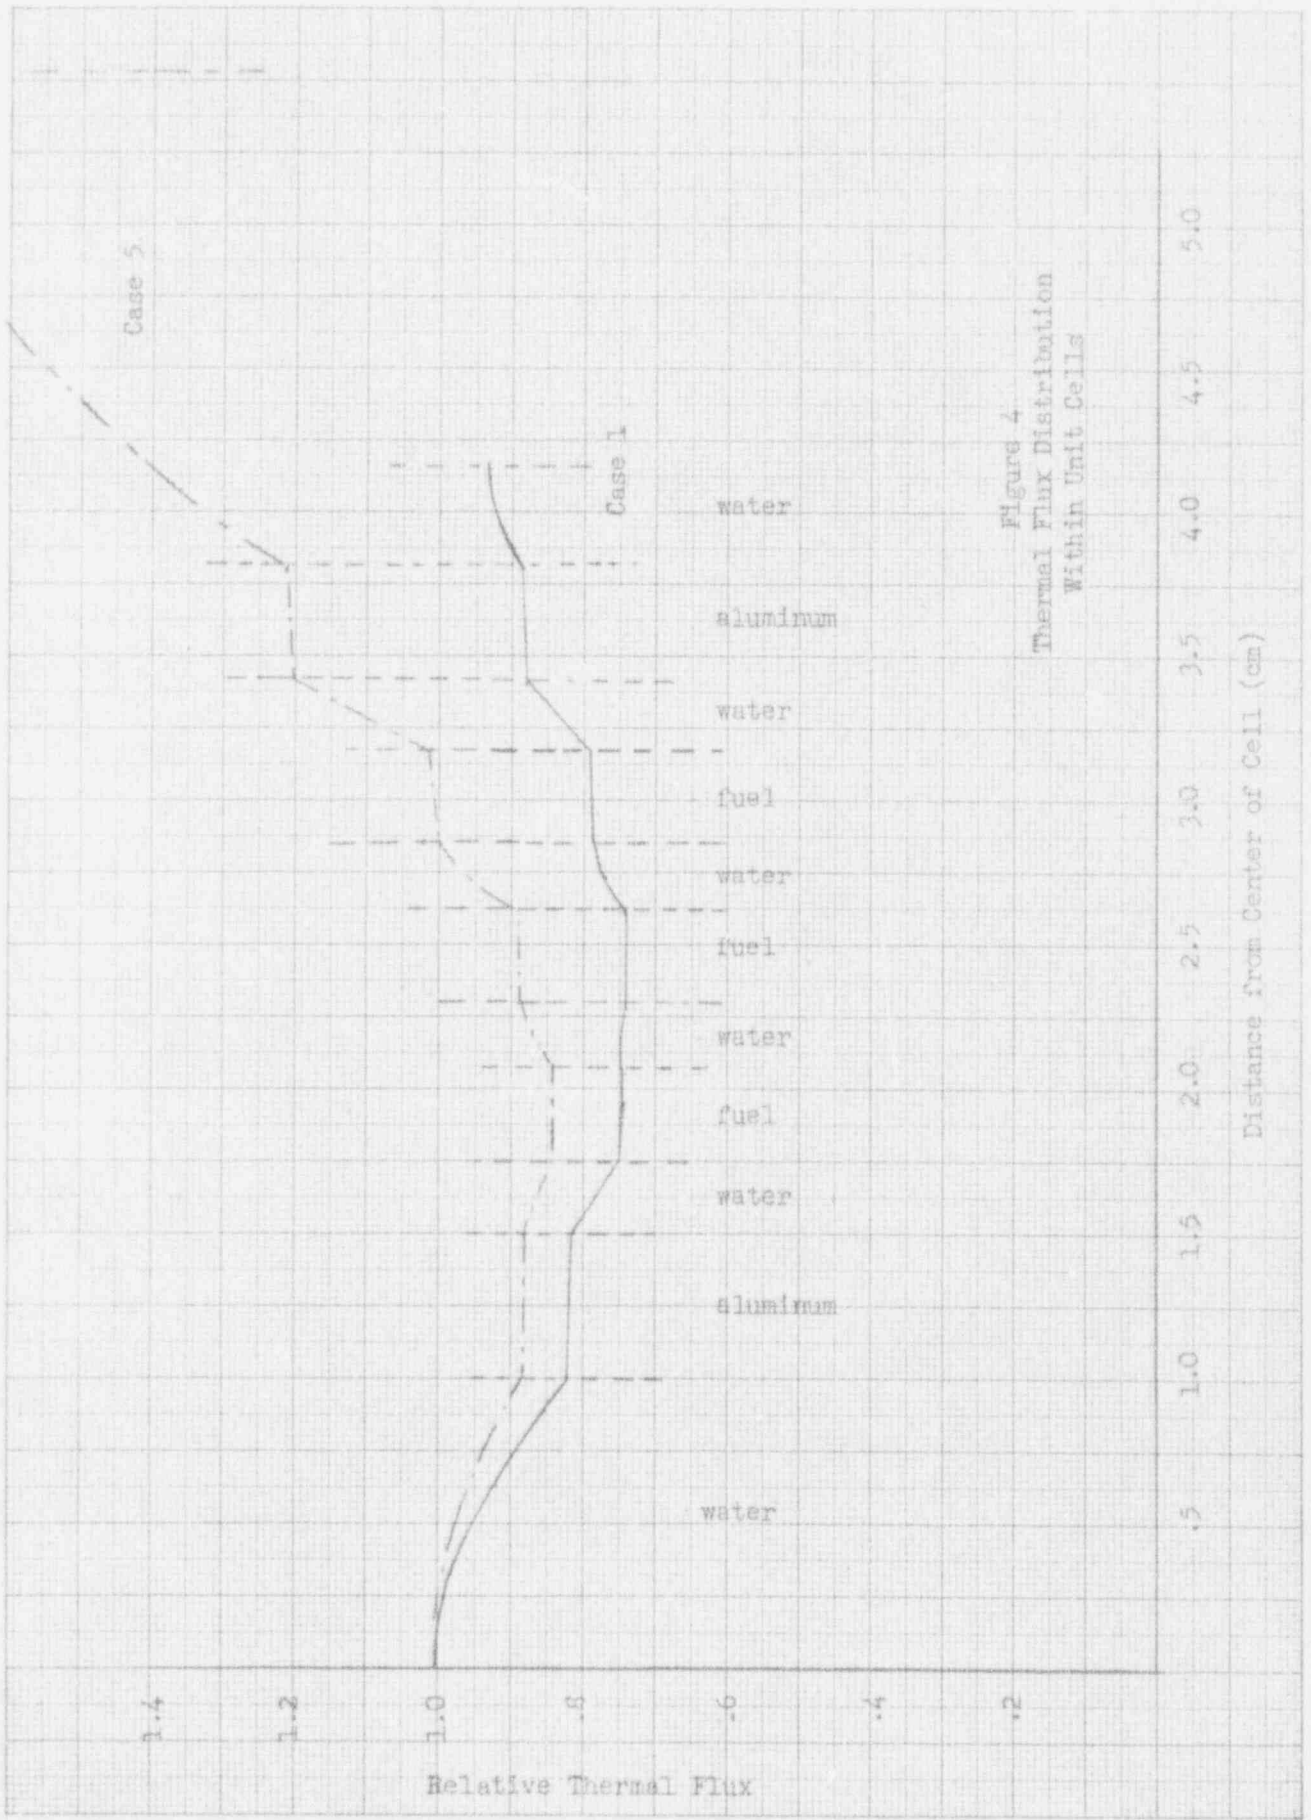 Case 5
Case 1
water
aluminum
water
fuel
water
fuel
water
fuel
water
aluminum
water
1.4
1.2
1.0
.8
.6
.4
.2
Relative Thermal Flux
.5
1.0
1.5
2.0
2.5
3.0
3.5
4.0
4.5
5.0
Distance from Center of Cell (cm)
Figure 4
Thermal Flux Distribution
Within Unit Cells